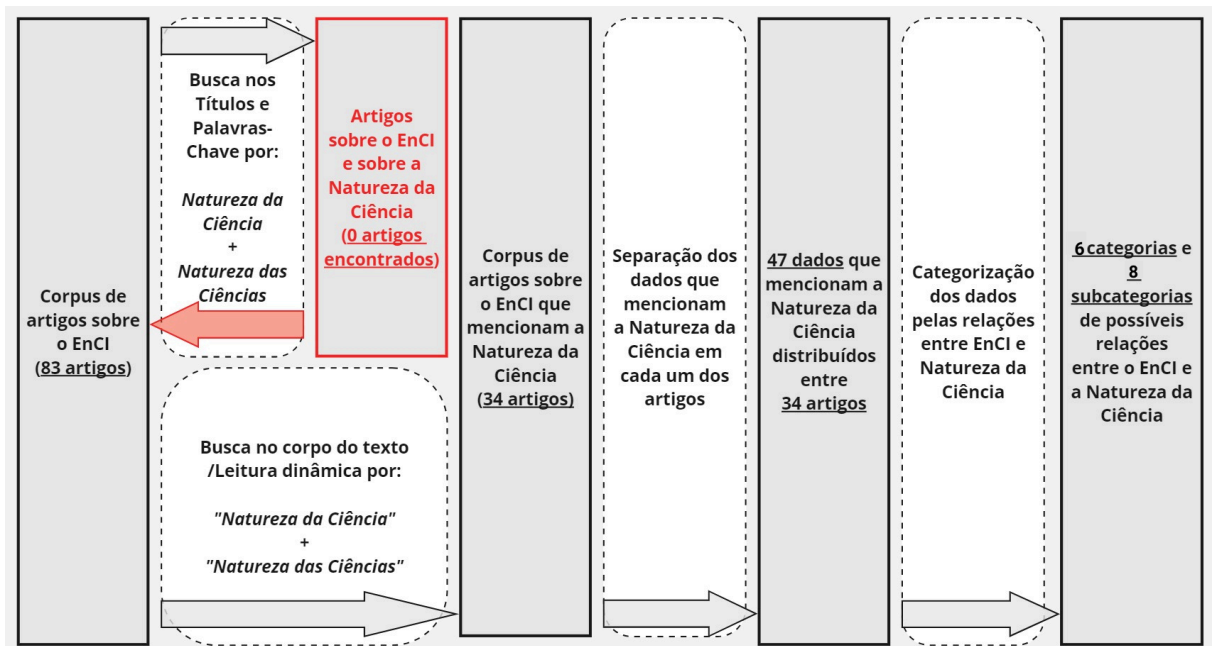 Corpus de
artigos sobre
o EnCI
(83 artigos)
Busca nos
Títulos e
Palavras-
Chave por:
Natureza da
Ciência
+
Natureza das
Ciências
Artigos
sobre o EnCI
e sobre a
Natureza da
Ciência
(0 artigos
encontrados)
Busca no corpo do texto
/Leitura dinâmica por:
"Natureza da Ciência"
+
"Natureza das Ciências"
Corpus de
artigos sobre
o EnCI que
mencionam a
Natureza da
Ciência
(34 artigos)
Separação dos
dados que
mencionam
a Natureza da
Ciência em
cada um dos
artigos
47 dados que
mencionam a
Natureza da
Ciência
distribuídos
entre
34 artigos
Categorização
dos dados
pelas relações
entre EnCI e
Natureza da
Ciência
6 categorias e
8
subcategorias
de possíveis
relações
entre o EnCI e
a Natureza da
Ciência